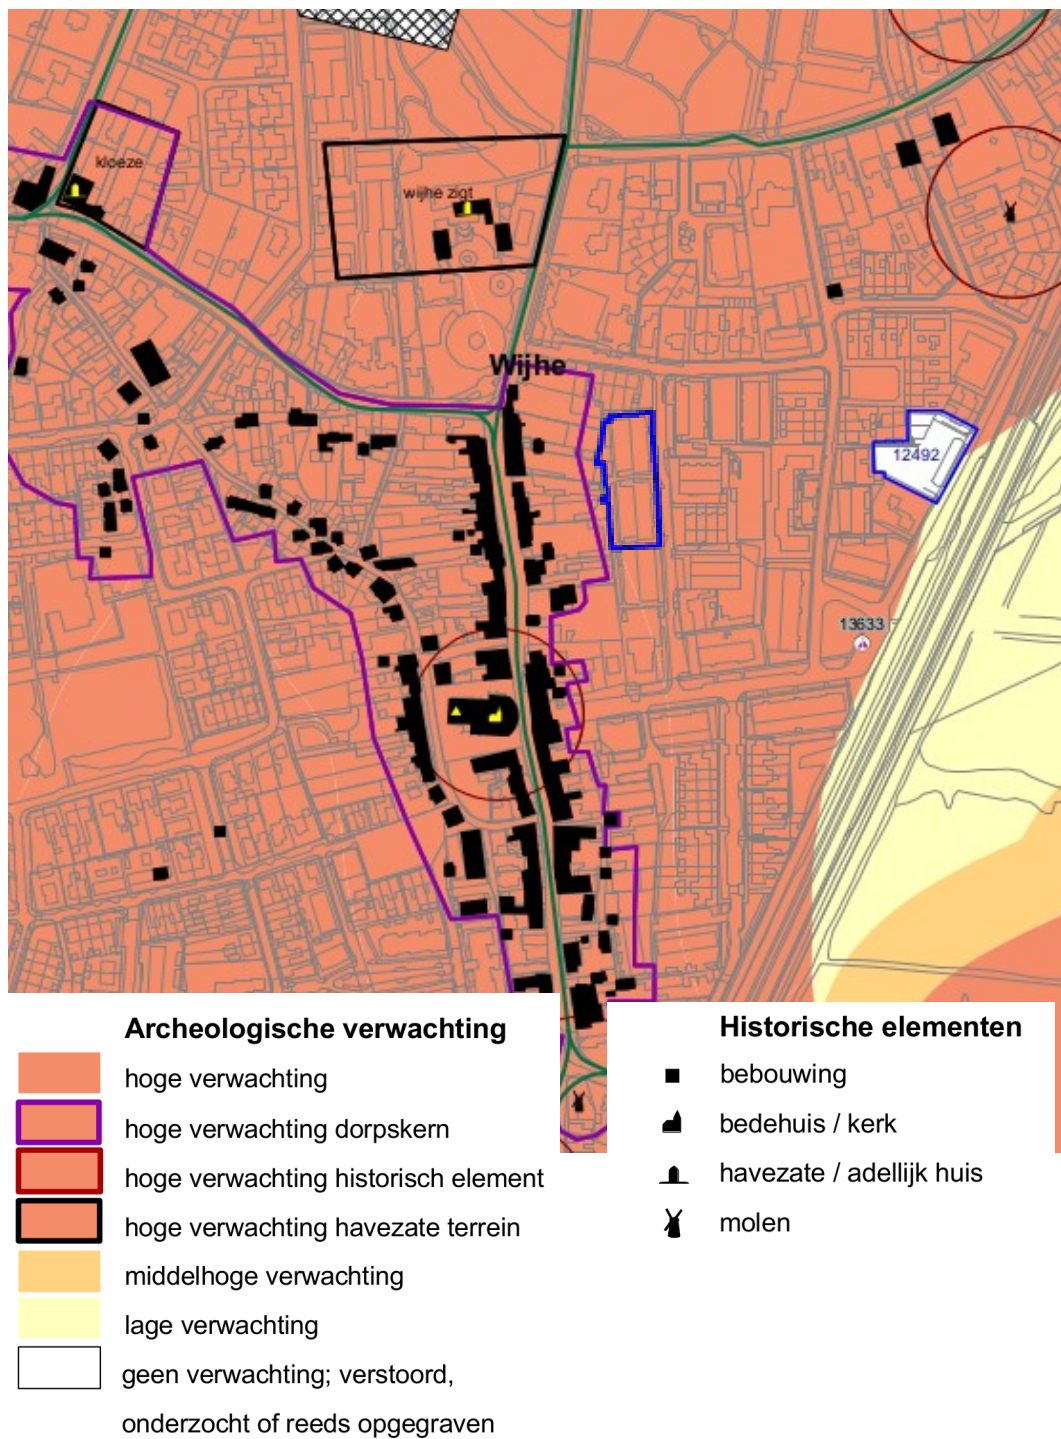 kloeze
wijhe zigt
Wijhe
12492
13633
Archeologische verwachting
hoge verwachting
hoge verwachting dorpskern
hoge verwachting historisch element
hoge verwachting havezate terrein
middelhoge verwachting
lage verwachting
geen verwachting; verstoord,
onderzocht of reeds opgegraven
Historische elementen
bebouwing
bedehuis / kerk
havezate / adellijk huis
molen